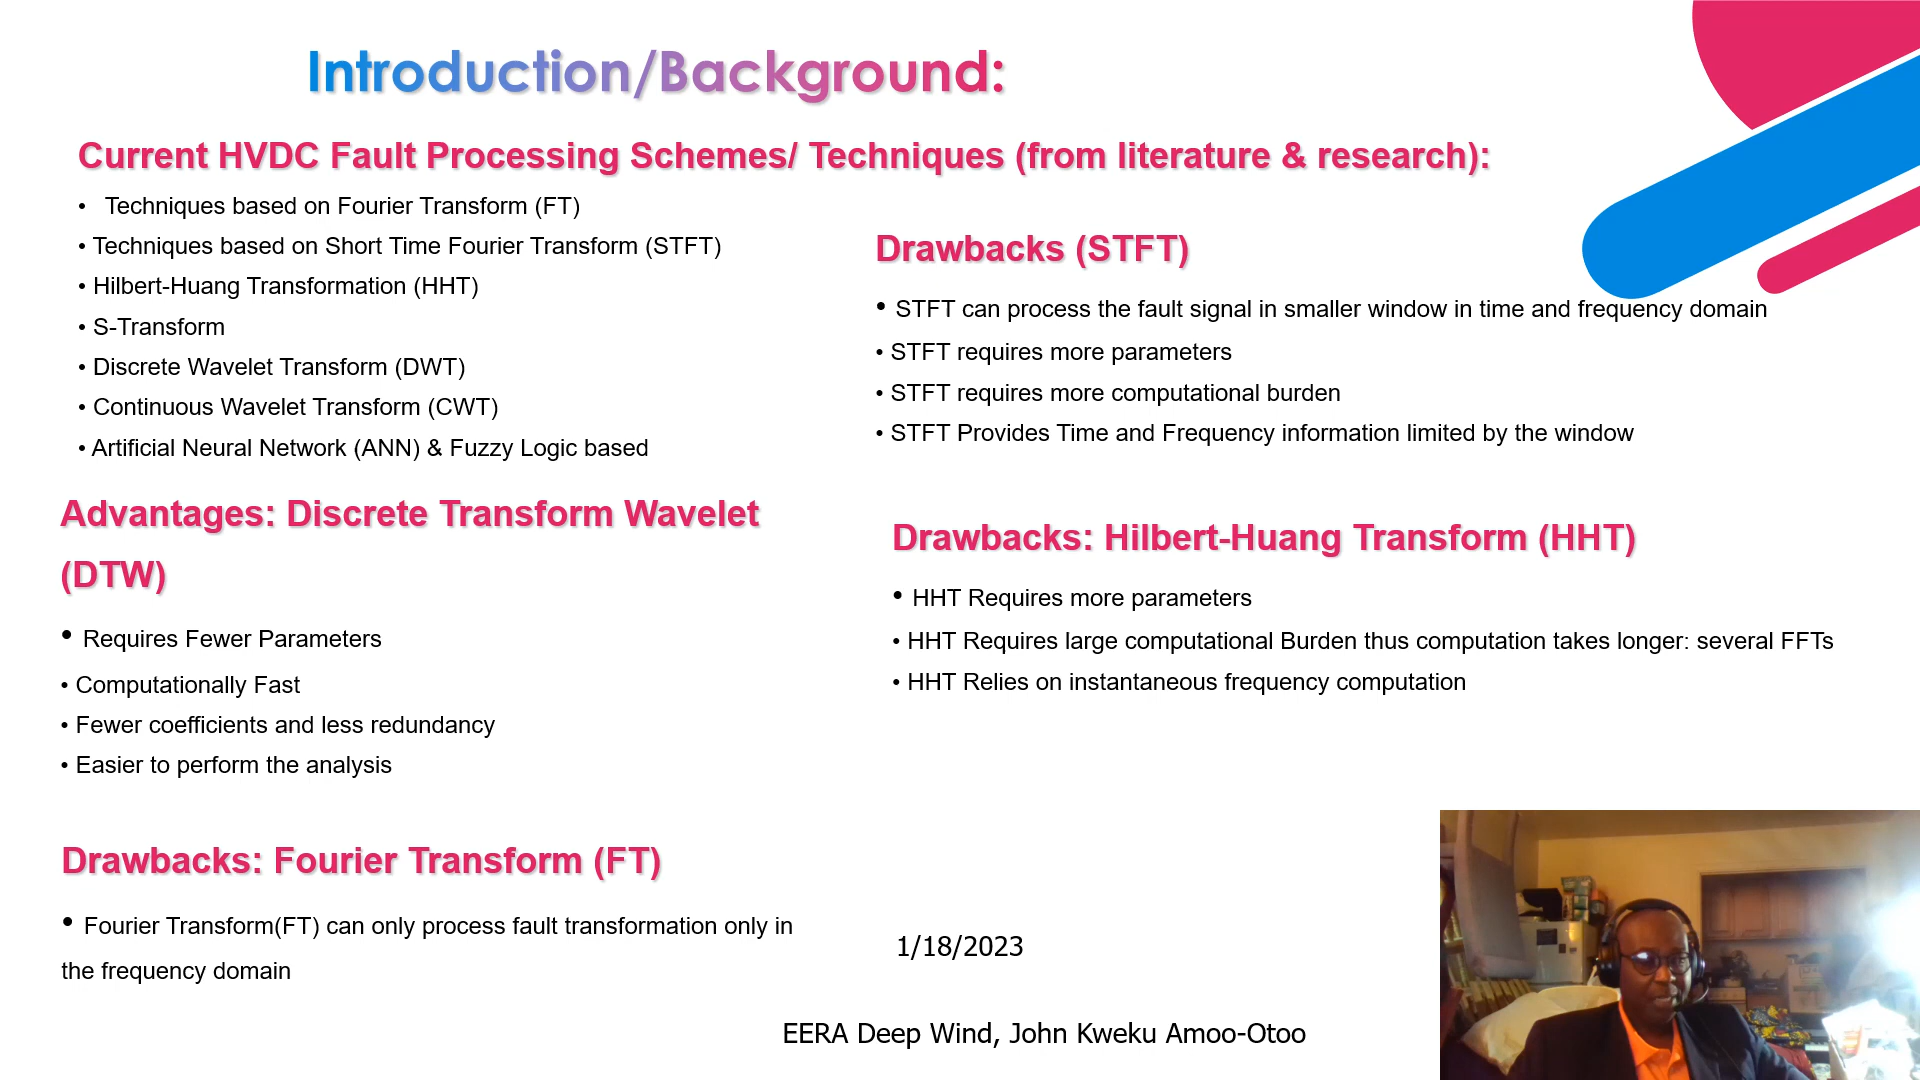 Introduction/Background:
Current HVDC Fault Processing Schemes/ Techniques (from literature & research):
• Techniques based on Fourier Transform (FT)
• Techniques based on Short Time Fourier Transform (STFT)
• Hilbert-Huang Transformation (HHT)
• S-Transform
• Discrete Wavelet Transform (DWT)
• Continuous Wavelet Transform (CWT)
• Artificial Neural Network (ANN) & Fuzzy Logic based
Advantages: Discrete Transform Wavelet
(DTW)
• Requires Fewer Parameters
• Computationally Fast
• Fewer coefficients and less redundancy
• Easier to perform the analysis
Drawbacks: Fourier Transform (FT)
• Fourier Transform(FT) can only process fault transformation only in
the frequency domain
Drawbacks (STFT)
• STFT can process the fault signal in smaller window in time and frequency domain
• STFT requires more parameters
• STFT requires more computational burden
• STFT Provides Time and Frequency information limited by the window
Drawbacks: Hilbert-Huang Transform (HHT)
• HHT Requires more parameters
• HHT Requires large computational Burden thus computation takes longer: several FFTs
• HHT Relies on instantaneous frequency computation
1/18/2023
EERA Deep Wind, John Kweku Amoo-Otoo